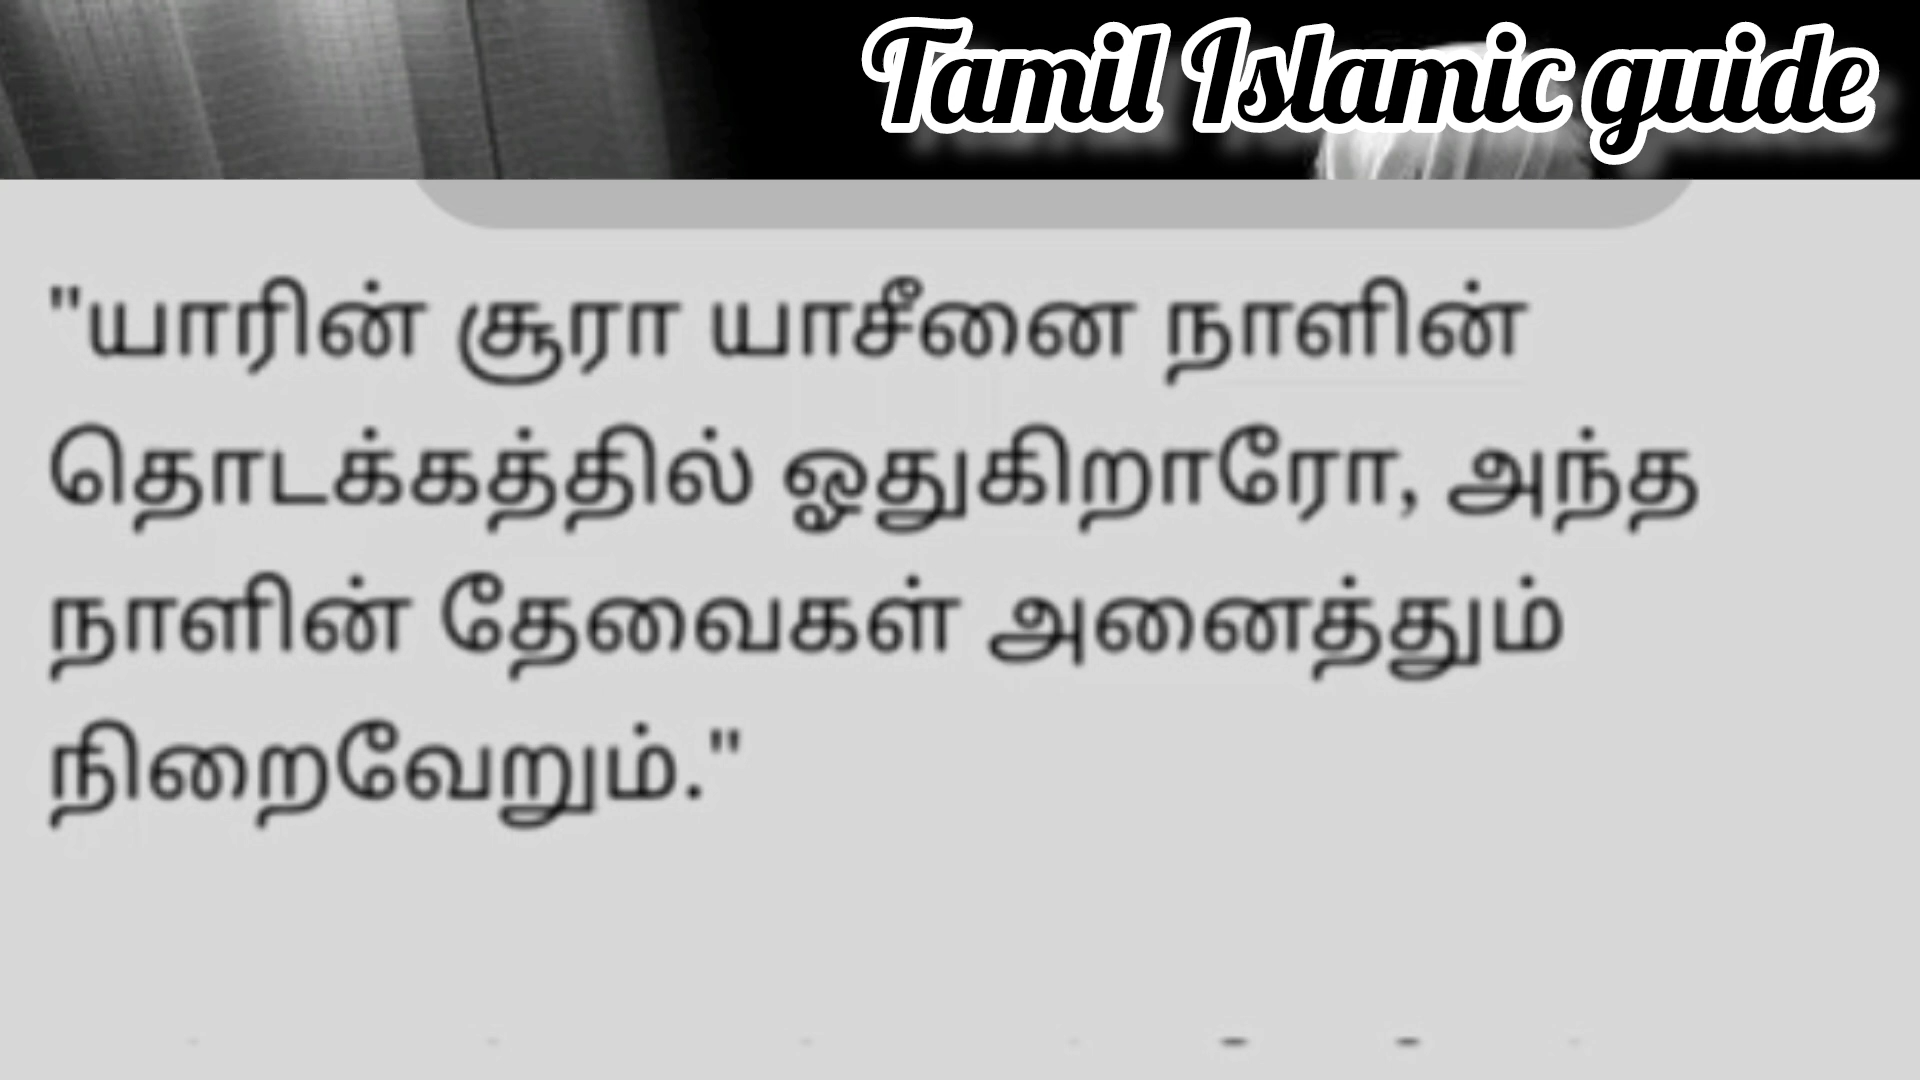 Tamil Islamic guide
"யாரின் சூரா யாசீனை நாளின்
தொடக்கத்தில் ஓதுகிறாரோ, அந்த
நாளின் தேவைகள் அனைத்தும்
நிறைவேறும்."